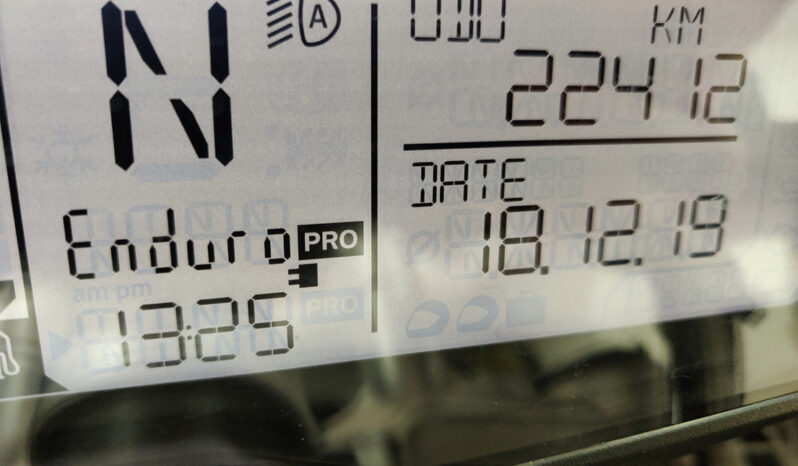 N
A
ODO KM
22412
DATE
18.12.19
Enduro PRO
am pm
13:25
PRO